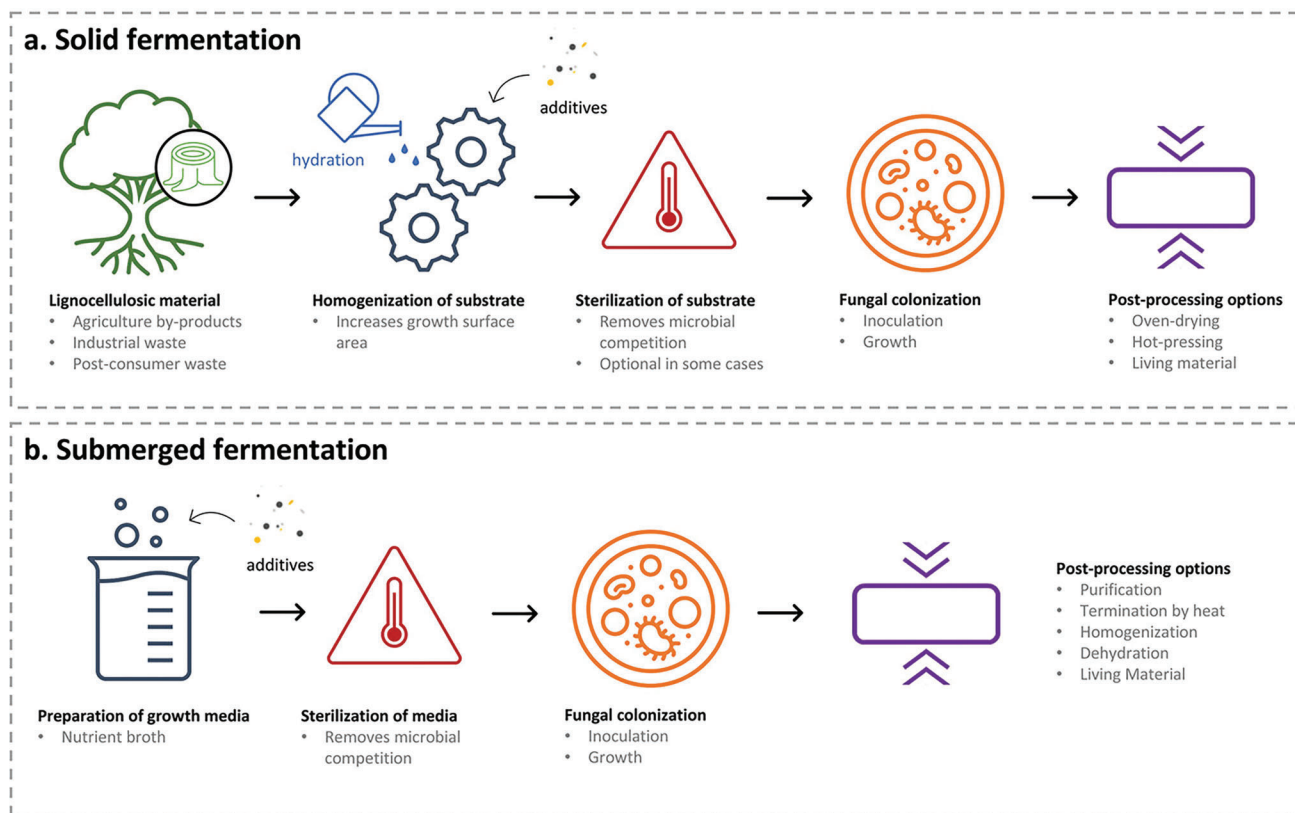 a. Solid fermentation
additives
hydration
Lignocellulosic material
• Agriculture by-products
• Industrial waste
• Post-consumer waste
Homogenization of substrate
• Increases growth surface
area
Sterilization of substrate
• Removes microbial
competition
• Optional in some cases
Fungal colonization
• Inoculation
• Growth
Post-processing options
• Oven-drying
• Hot-pressing
• Living material
b. Submerged fermentation
additives
Preparation of growth media
• Nutrient broth
Sterilization of media
• Removes microbial
competition
Fungal colonization
• Inoculation
• Growth
Post-processing options
• Purification
• Termination by heat
• Homogenization
• Dehydration
• Living Material